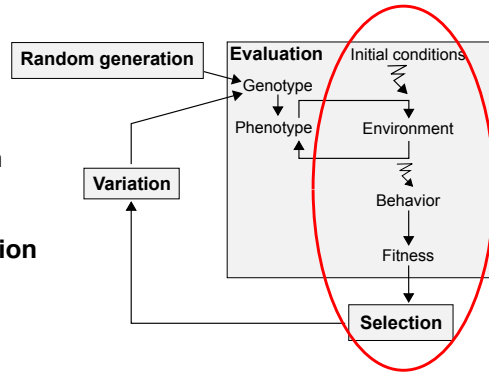 Random generation
Evaluation
Initial conditions
Genotype
Phenotype
Environment
Variation
Behavior
Fitness
Selection